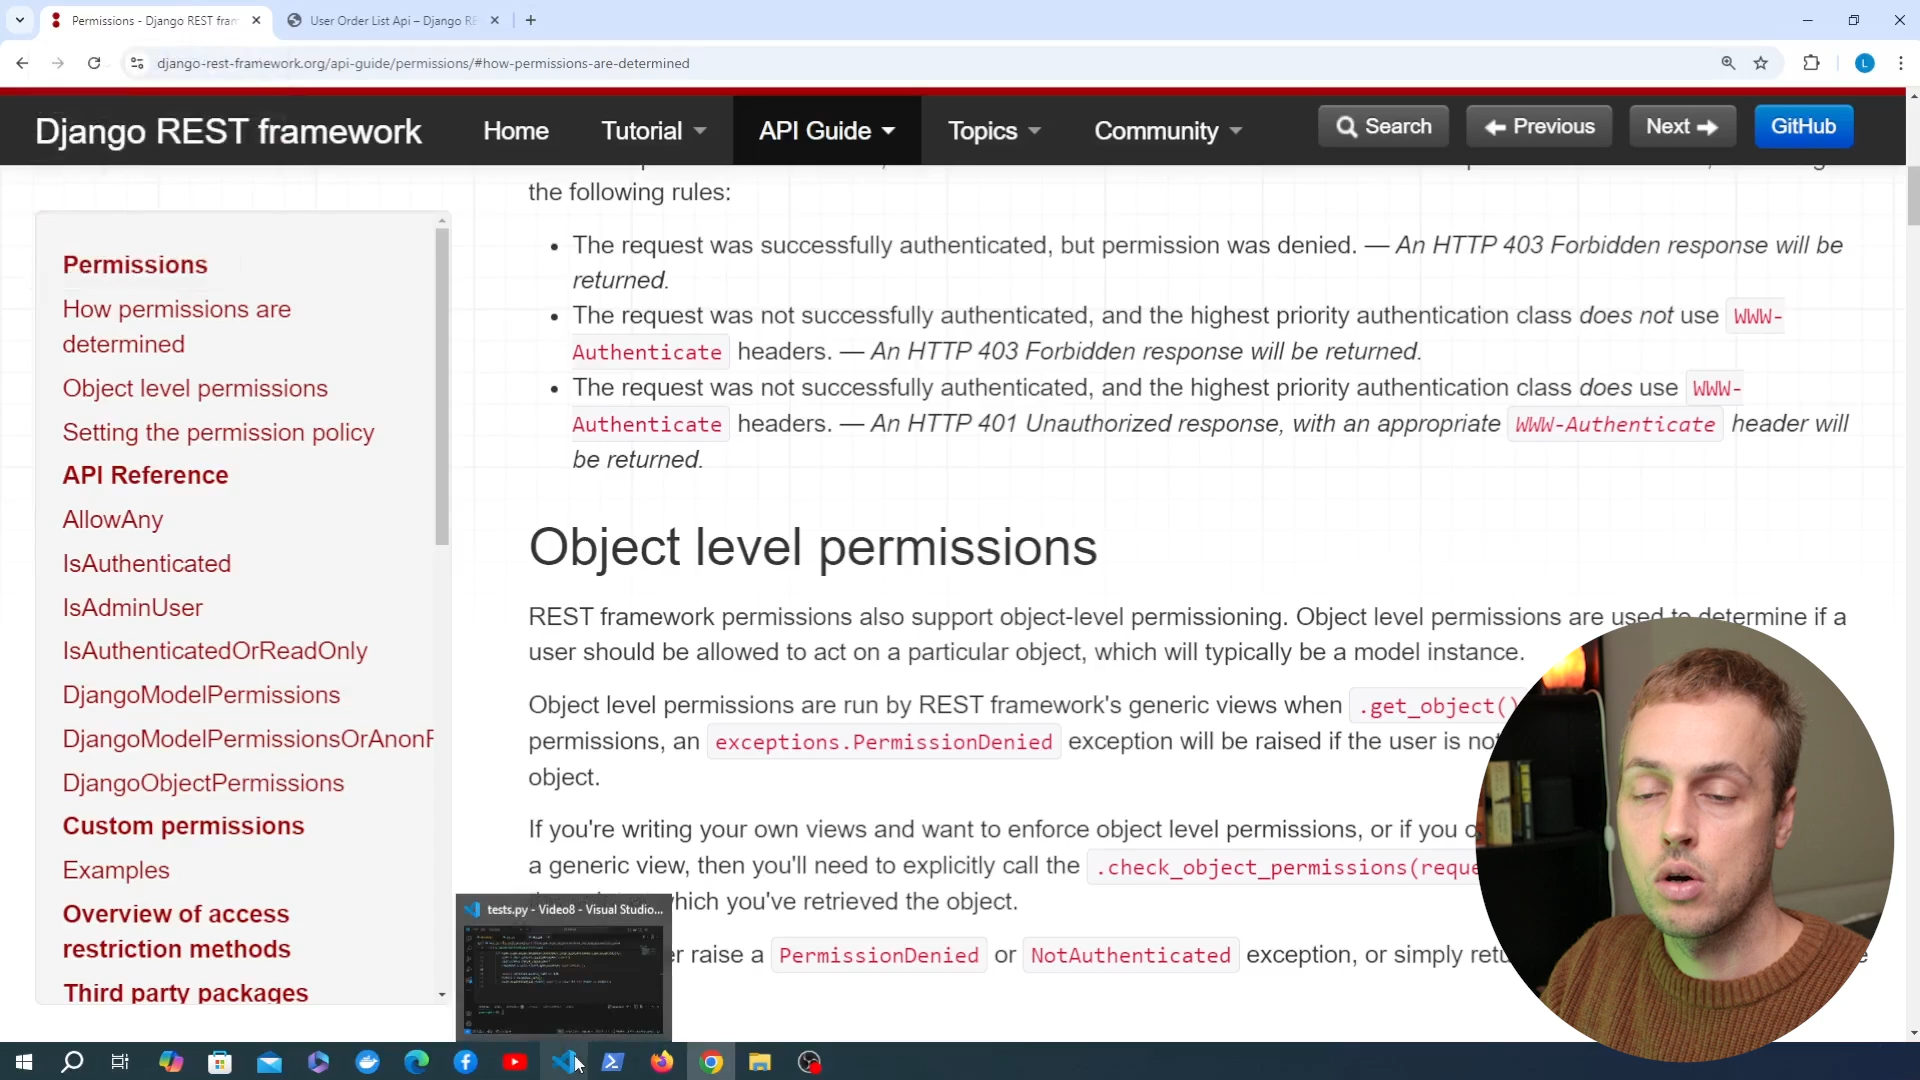 Permissions - Django REST fram
User Order List Api – Django RE
django-rest-framework.org/api-guide/permissions/#how-permissions-are-determined
L
Django REST framework
Home
Tutorial
API Guide
Topics
Community
Search
Previous
Next
GitHub
Permissions
How permissions are
determined
Object level permissions
Setting the permission policy
API Reference
AllowAny
IsAuthenticated
IsAdminUser
IsAuthenticatedOrReadOnly
DjangoModelPermissions
DjangoModelPermissionsOrAnonR
DjangoObjectPermissions
Custom permissions
Examples
Overview of access
restriction methods
Third party packages
the following rules:
The request was successfully authenticated, but permission was denied. — An HTTP 403 Forbidden response will be
returned.
The request was not successfully authenticated, and the highest priority authentication class does not use WWW-
Authenticate headers. — An HTTP 403 Forbidden response will be returned.
The request was not successfully authenticated, and the highest priority authentication class does use WWW-
Authenticate headers. — An HTTP 401 Unauthorized response, with an appropriate WWW-Authenticate header will
be returned.
Object level permissions
REST framework permissions also support object-level permissioning. Object level permissions are used to determine if a
user should be allowed to act on a particular object, which will typically be a model instance.
Object level permissions are run by REST framework's generic views when .get_object()
permissions, an exceptions.PermissionDenied exception will be raised if the user is not
object.
If you're writing your own views and want to enforce object level permissions, or if you o
a generic view, then you'll need to explicitly call the .check_object_permissions(reque
which you've retrieved the object.
er raise a PermissionDenied or NotAuthenticated exception, or simply retu
tests.py - Video8 - Visual Studio...